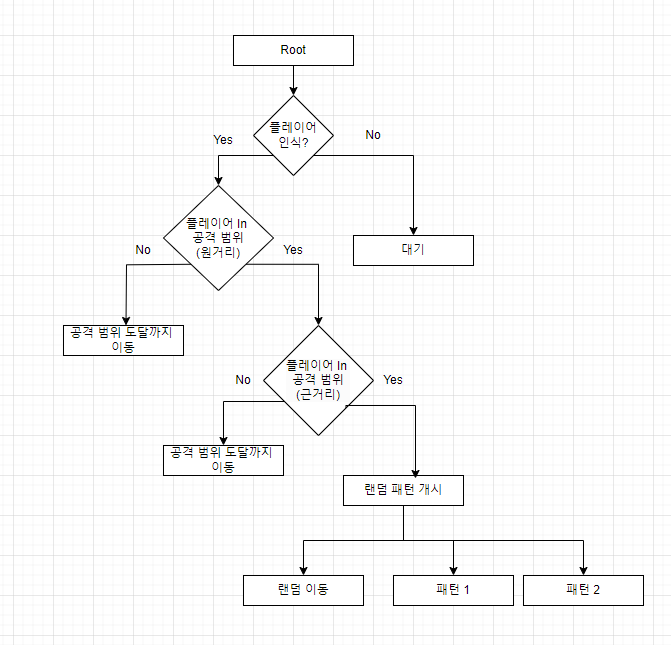 Root
플레이어
인식?
Yes
No
플레이어 In
공격 범위
(원거리)
No
Yes
대기
공격 범위 도달까지
이동
플레이어 In
공격 범위
(근거리)
No
Yes
공격 범위 도달까지
이동
랜덤 패턴 개시
랜덤 이동
패턴 1
패턴 2